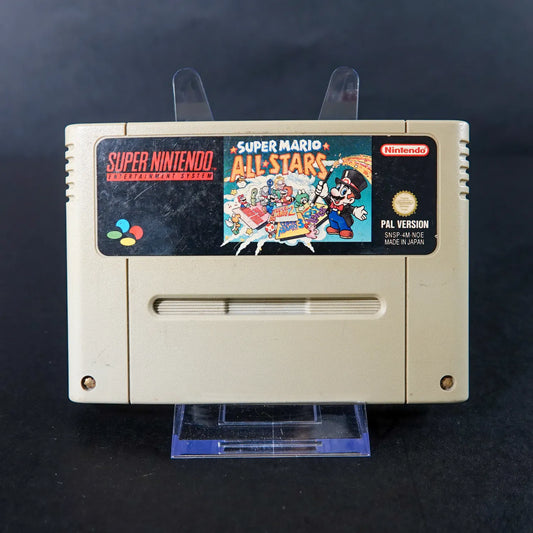 SUPER NINTENDO
ENTERTAINMENT SYSTEM
SUPER MARIO
ALL-STARS
Nintendo
PAL VERSION
SNSP-4M-NOE
MADE IN JAPAN